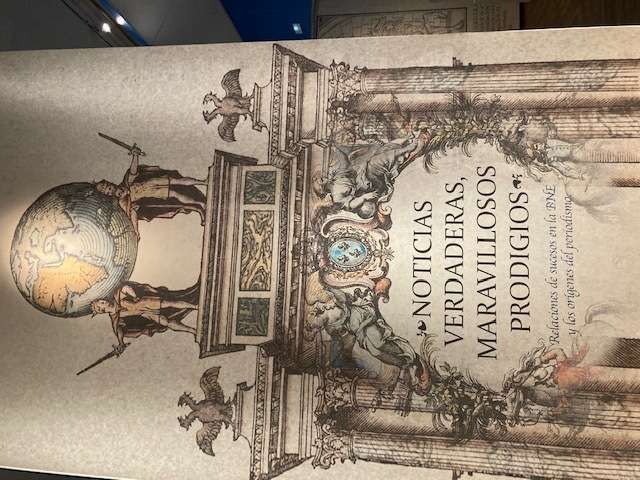 NOTICIAS
VERDADERAS,
MARAVILLOSOS
PRODIGIOS
Relaciones de sucesos en la BNE
y los orígenes del periodismo